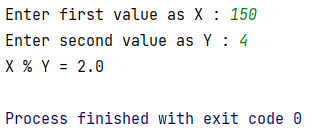 Enter first value as X : 150
Enter second value as Y : 4
X % Y = 2.0
Process finished with exit code 0